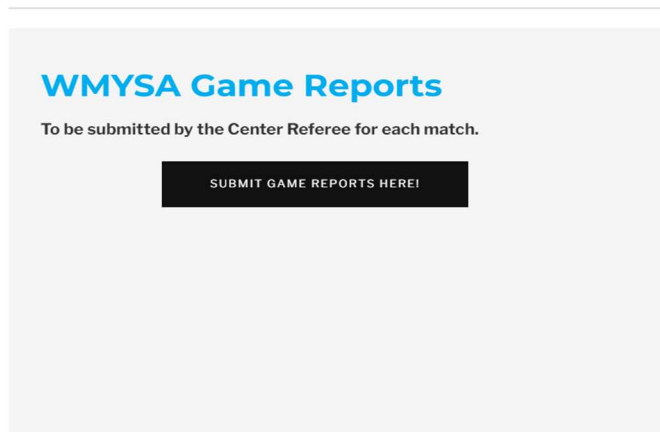 WMYSA Game Reports
To be submitted by the Center Referee for each match.
SUBMIT GAME REPORTS HERE!